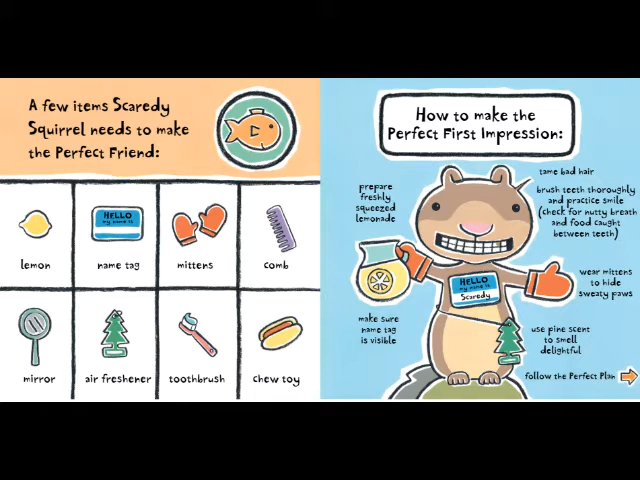 A few items Scaredy
Squirrel needs to make
the Perfect Friend:
lemon
HELLO
my name is
name tag
mittens
comb
mirror
air freshener
toothbrush
chew toy
How to make the
Perfect First Impression:
tame bad hair
prepare
freshly
squeezed
lemonade
brush teeth thoroughly
and practice smile
(check for nutty breath
and food caught
between teeth)
HELLO
my name is
Scaredy
wear mittens
to hide
sweaty paws
make sure
name tag
is visible
use pine scent
to smell
delightful
follow the Perfect Plan